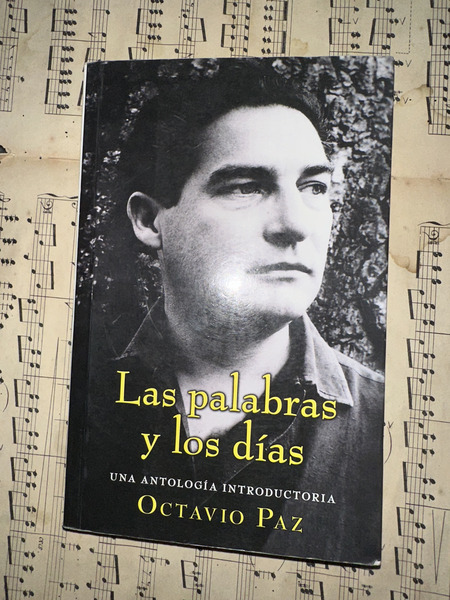 Las palabras
y los días
UNA ANTOLOGÍA INTRODUCTORIA
OCTAVIO PAZ